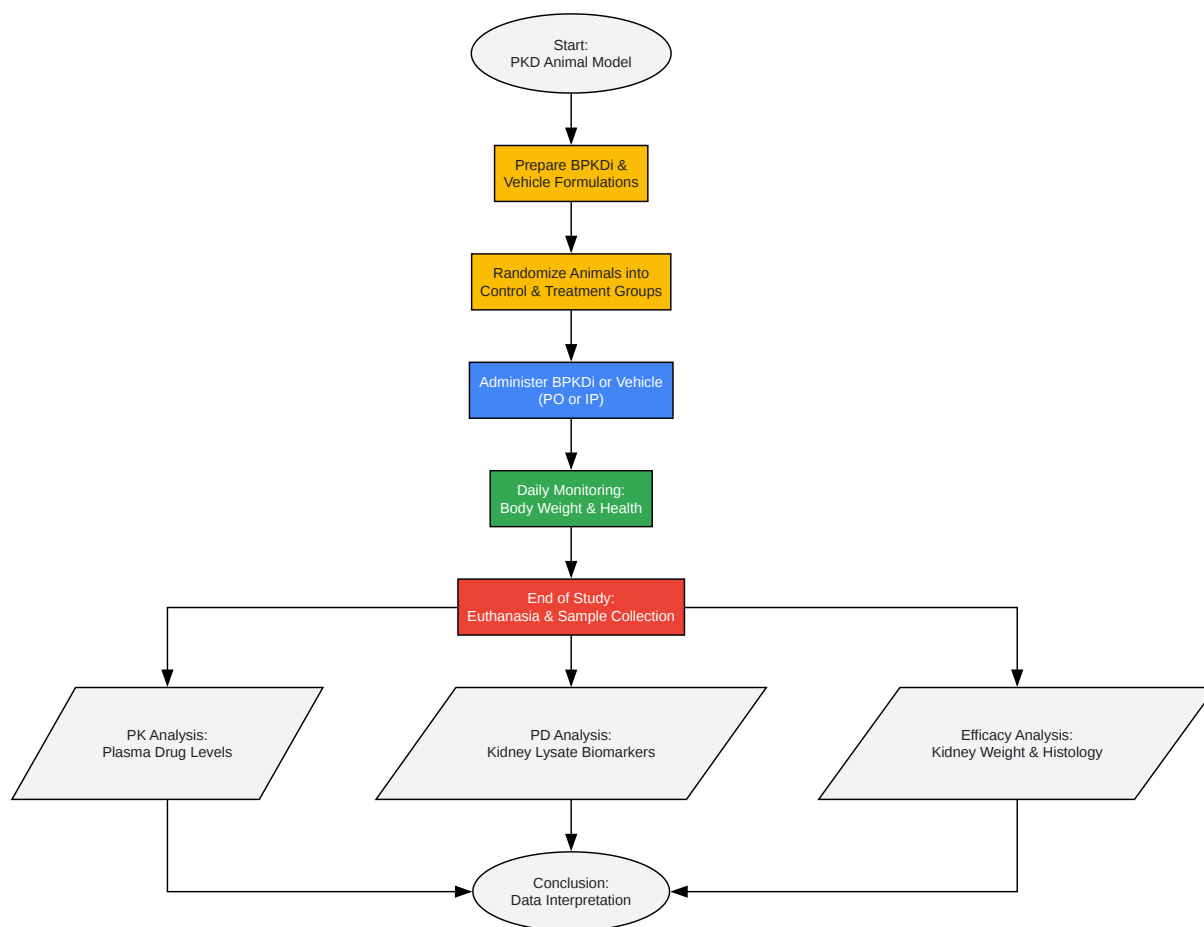 Start:
PKD Animal Model
Prepare BPKDi &
Vehicle Formulations
Randomize Animals into
Control & Treatment Groups
Administer BPKDi or Vehicle
(PO or IP)
Daily Monitoring:
Body Weight & Health
End of Study:
Euthanasia & Sample Collection
PK Analysis:
Plasma Drug Levels
PD Analysis:
Kidney Lysate Biomarkers
Efficacy Analysis:
Kidney Weight & Histology
Conclusion:
Data Interpretation